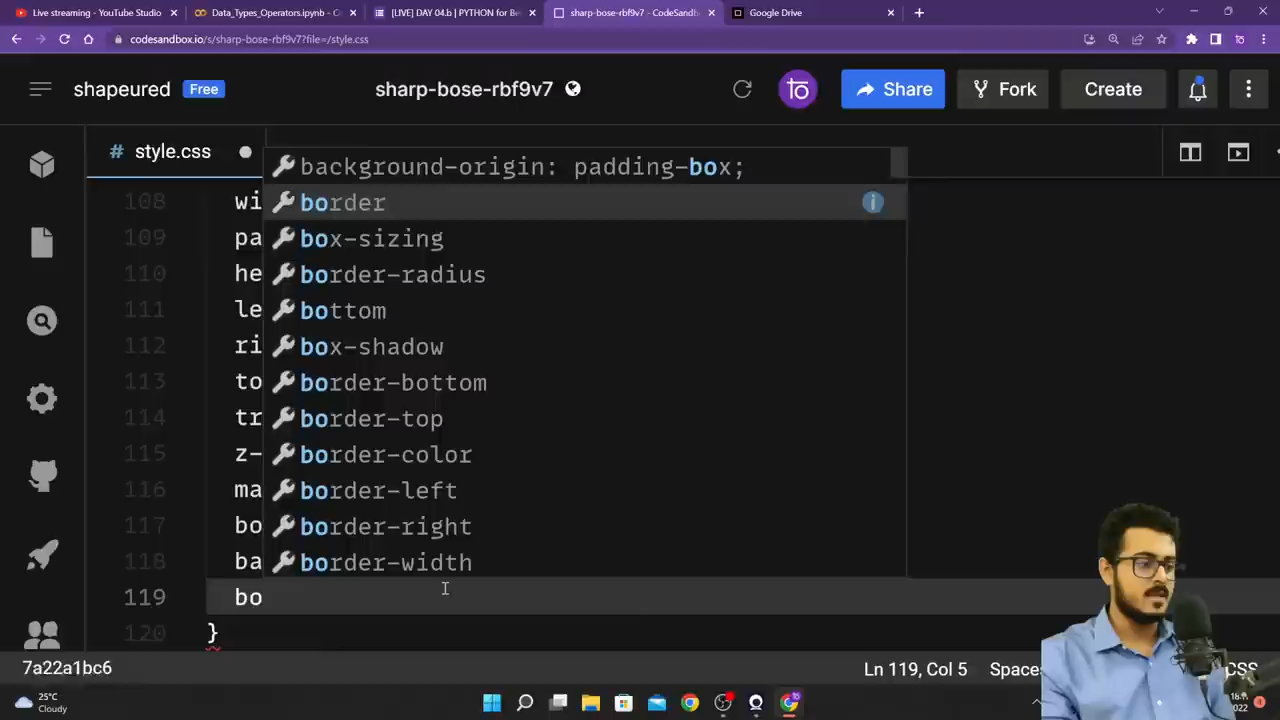 Live streaming - YouTube Studio
Data_Types_Operators.ipynb - C
[LIVE] DAY 04.b | PYTHON for Be
sharp-bose-rbf9v7 - CodeSandb
Google Drive
codesandbox.io/s/sharp-bose-rbf9v7?file=/style.css
shapeured Free
sharp-bose-rbf9v7
Share
Fork
Create
# style.css
background-origin: padding-box;
108 wi
border
109 pa
box-sizing
110 he
border-radius
111 le
bottom
112 ri
box-shadow
113 to
border-bottom
114 tr
border-top
115 z-
border-color
116 ma
border-left
117 bo
border-right
118 ba
border-width
119 bo
120 }
7a22a1bc6
Ln 119, Col 5
Space
CSS
25°C
Cloudy
2022